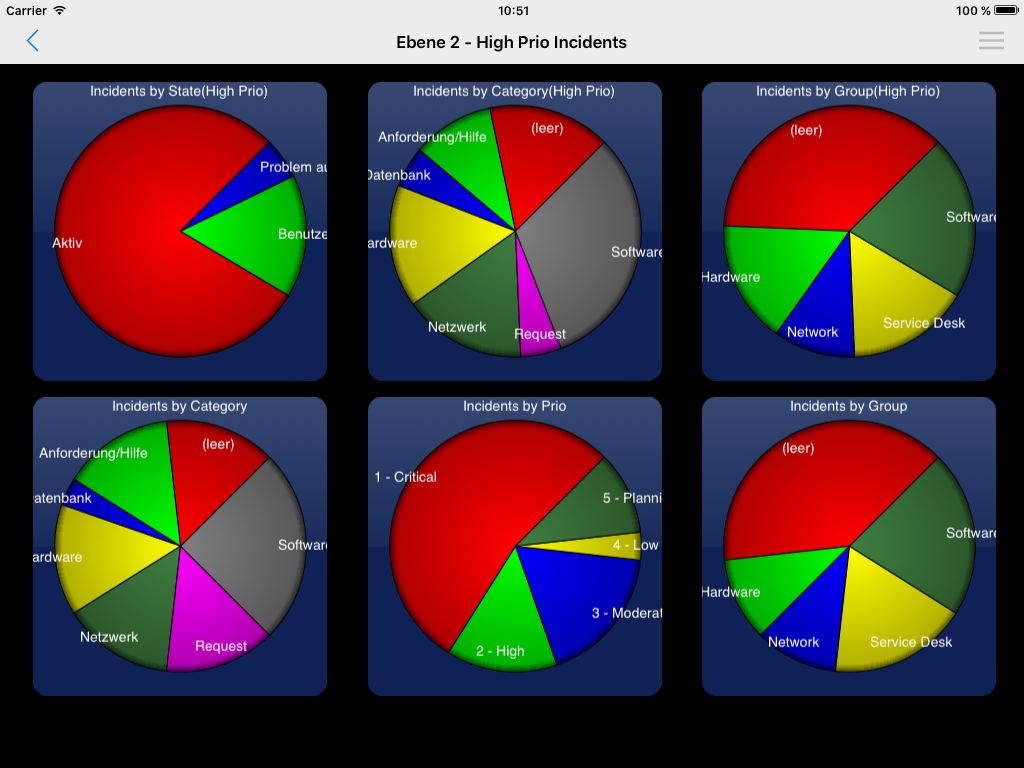 Carrier 10:51 100 %
Ebene 2 - High Prio Incidents
Incidents by State(High Prio)
Problem au
Benutze
Aktiv
Incidents by Category(High Prio)
(leer)
Anforderung/Hilfe
Datenbank
ardware
Software
Netzwerk
Request
Incidents by Group(High Prio)
(leer)
Software
Hardware
Service Desk
Network
Incidents by Category
(leer)
Anforderung/Hilfe
atenbank
Software
ardware
Netzwerk
Request
Incidents by Prio
1 - Critical
5 - Planni
4 - Low
3 - Moderat
2 - High
Incidents by Group
(leer)
Software
Hardware
Network
Service Desk